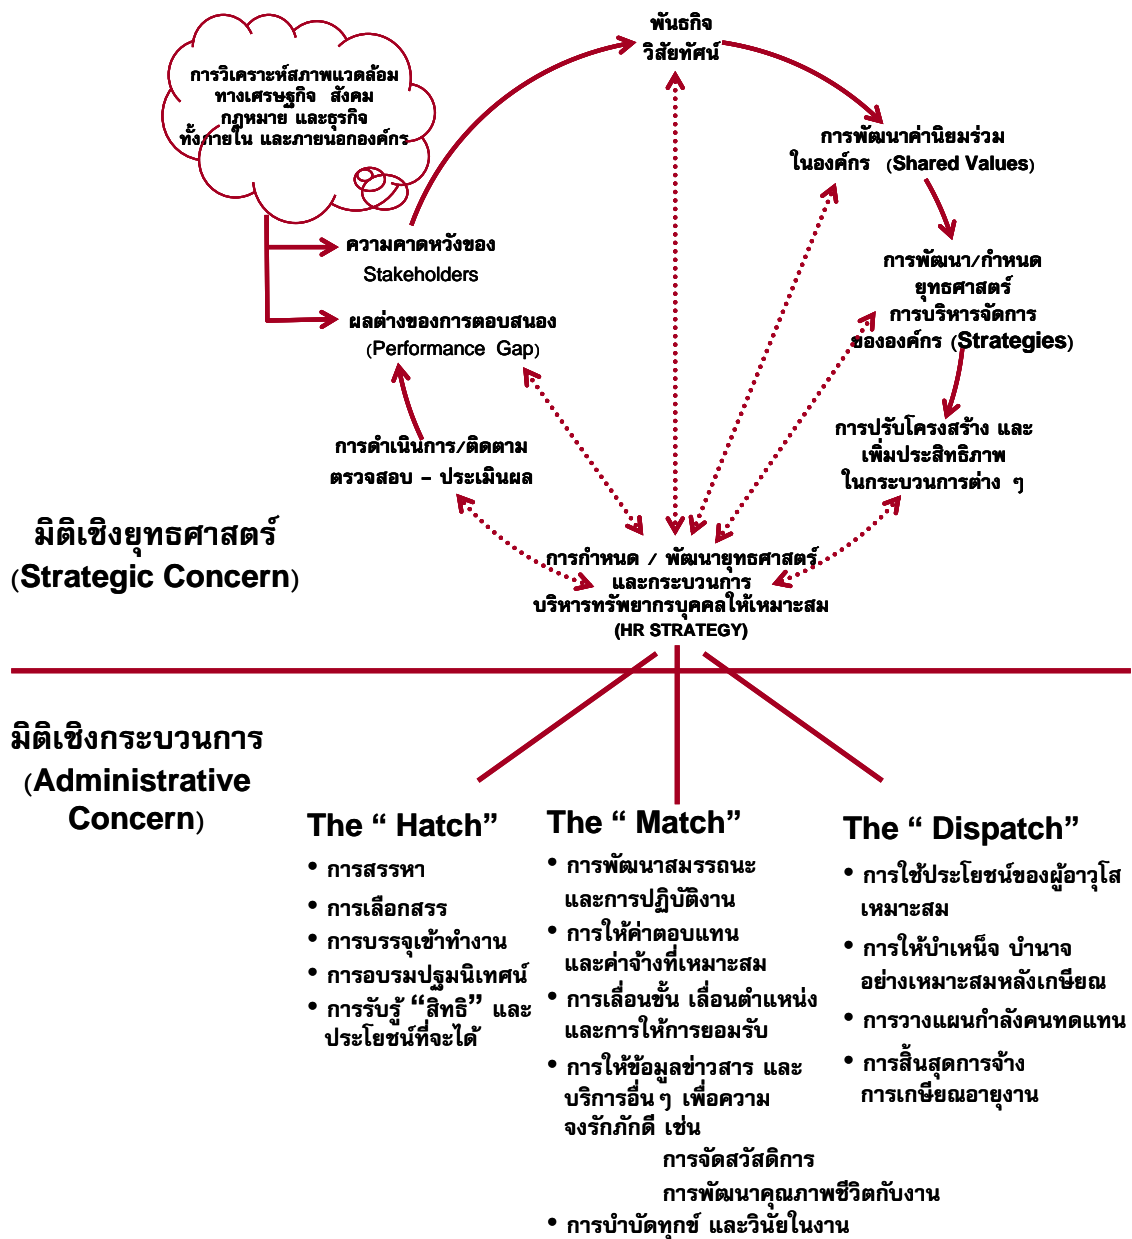 การวิเคราะห์สภาพแวดล้อม
ทางเศรษฐกิจ สังคม
กฎหมาย และธุรกิจ
ทั้งภายใน และภายนอกองค์กร
พันธกิจ
วิสัยทัศน์
การพัฒนาค่านิยมร่วม
ในองค์กร (Shared Values)
ความคาดหวังของ
Stakeholders
การพัฒนา/กำหนด
ยุทธศาสตร์
การบริหารจัดการ
ขององค์กร (Strategies)
ผลต่างของการตอบสนอง
(Performance Gap)
การปรับโครงสร้าง และ
เพิ่มประสิทธิภาพ
ในกระบวนการต่าง ๆ
การดำเนินการ/ติดตาม
ตรวจสอบ – ประเมินผล
มิติเชิงยุทธศาสตร์
(Strategic Concern)
การกำหนด / พัฒนายุทธศาสตร์
และกระบวนการ
บริหารทรัพยากรบุคคลให้เหมาะสม
(HR STRATEGY)
มิติเชิงกระบวนการ
(Administrative
Concern)
The “ Hatch”
• การสรรหา
• การเลือกสรร
• การบรรจุเข้าทำงาน
• การอบรมปฐมนิเทศน์
• การรับรู้ “สิทธิ” และ
ประโยชน์ที่จะได้
The “ Match”
• การพัฒนาสมรรถนะ
และการปฏิบัติงาน
• การให้ค่าตอบแทน
และค่าจ้างที่เหมาะสม
• การเลื่อนขั้น เลื่อนตำแหน่ง
และการให้การยอมรับ
• การให้ข้อมูลข่าวสาร และ
บริการอื่น ๆ เพื่อความ
จงรักภักดี เช่น
การจัดสวัสดิการ
การพัฒนาคุณภาพชีวิตกับงาน
• การบำบัดทุกข์ และวินัยในงาน
The “ Dispatch”
• การใช้ประโยชน์ของผู้อาวุโส
เหมาะสม
• การให้บำเหน็จ บำนาจ
อย่างเหมาะสมหลังเกษียณ
• การวางแผนกำลังคนทดแทน
• การสิ้นสุดการจ้าง
การเกษียณอายุงาน